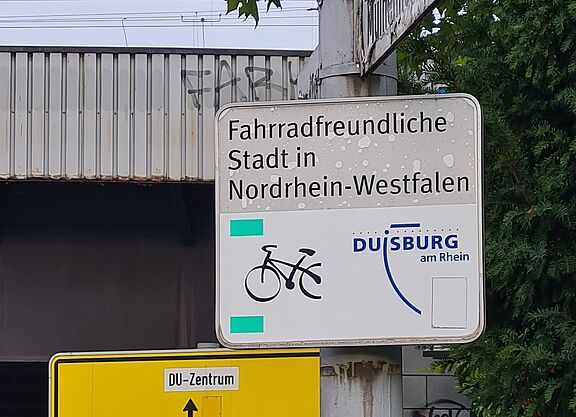 Fahrradfreundliche
Stadt in
Nordrhein-Westfalen
DUISBURG
am Rhein
DU-Zentrum